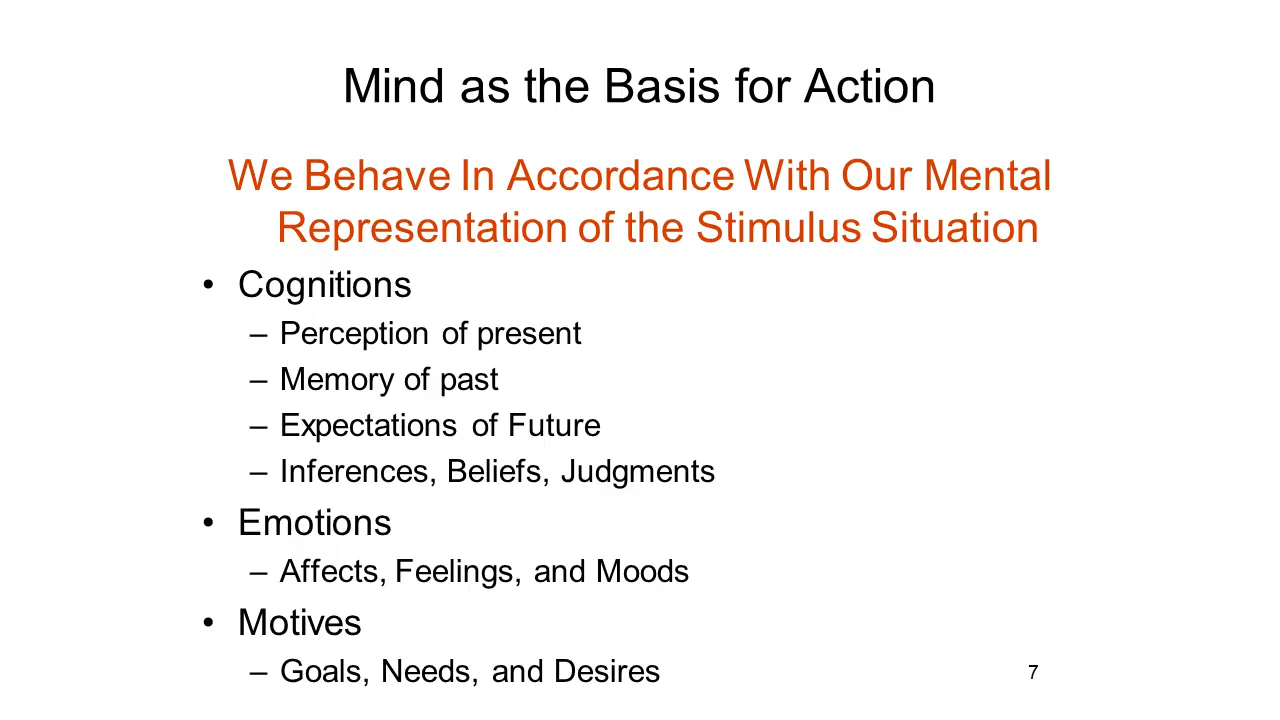 Mind as the Basis for Action
We Behave In Accordance With Our Mental
Representation of the Stimulus Situation
• Cognitions
– Perception of present
– Memory of past
– Expectations of Future
– Inferences, Beliefs, Judgments
• Emotions
– Affects, Feelings, and Moods
• Motives
– Goals, Needs, and Desires
7